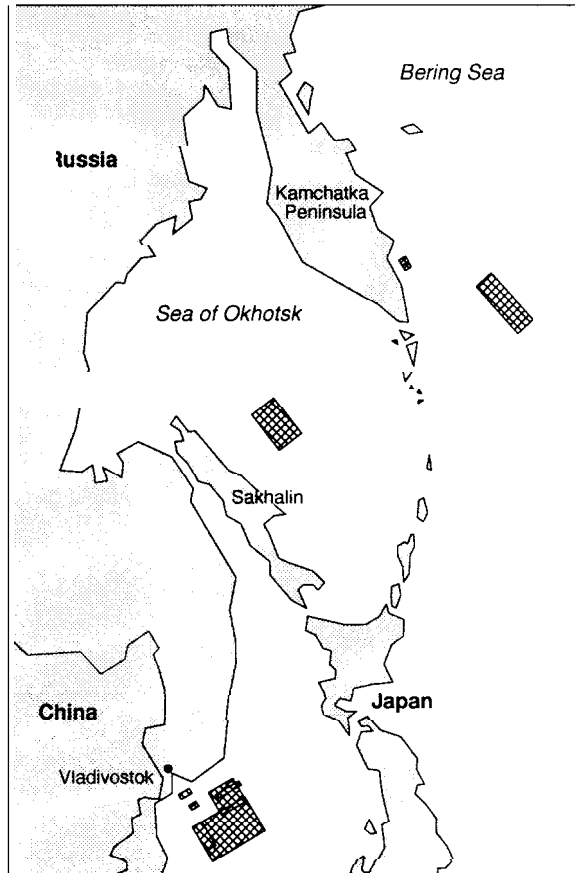 Bering Sea
Russia
Kamchatka
Peninsula
Sea of Okhotsk
Sakhalin
China
Japan
Vladivostok